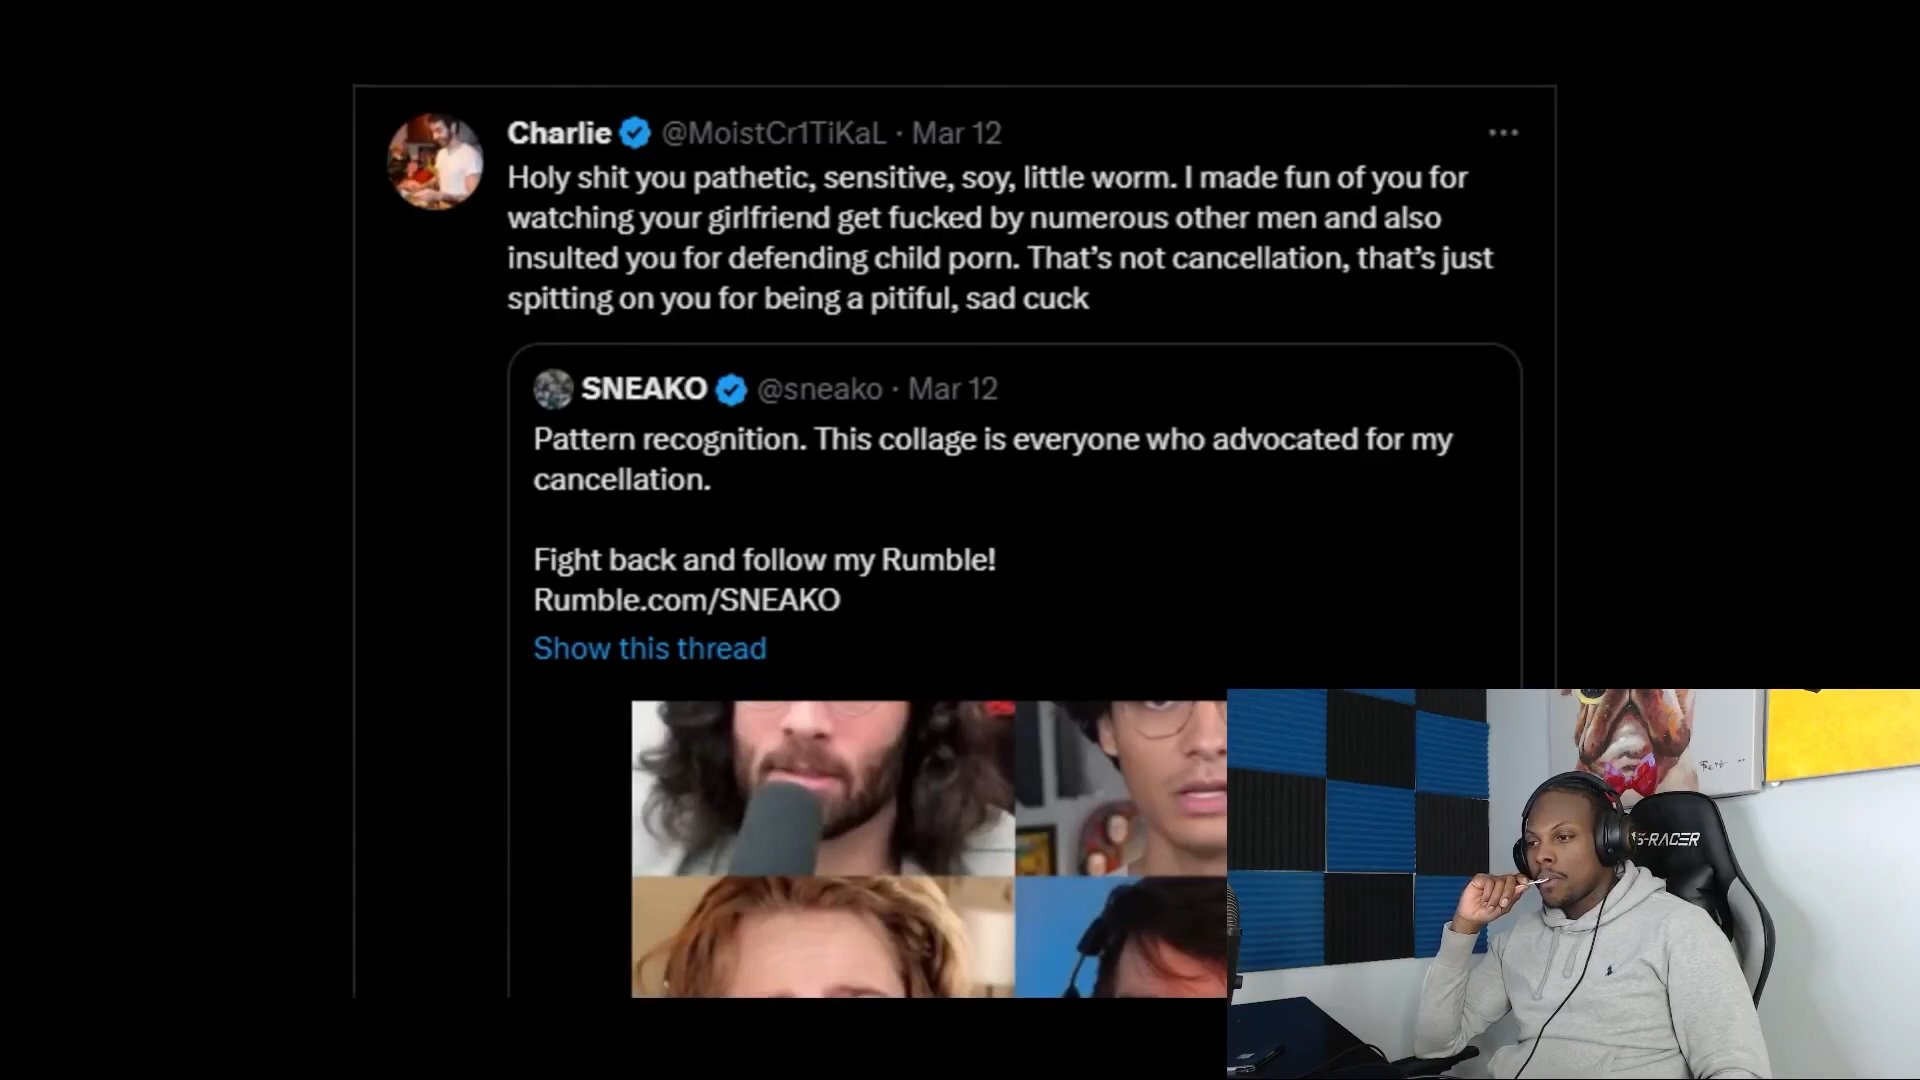 Charlie @MoistCr1TiKaL · Mar 12
Holy shit you pathetic, sensitive, soy, little worm. I made fun of you for
watching your girlfriend get fucked by numerous other men and also
insulted you for defending child porn. That's not cancellation, that's just
spitting on you for being a pitiful, sad cuck
SNEAKO @sneako · Mar 12
Pattern recognition. This collage is everyone who advocated for my
cancellation.
Fight back and follow my Rumble!
Rumble.com/SNEAKO
Show this thread
-RACER